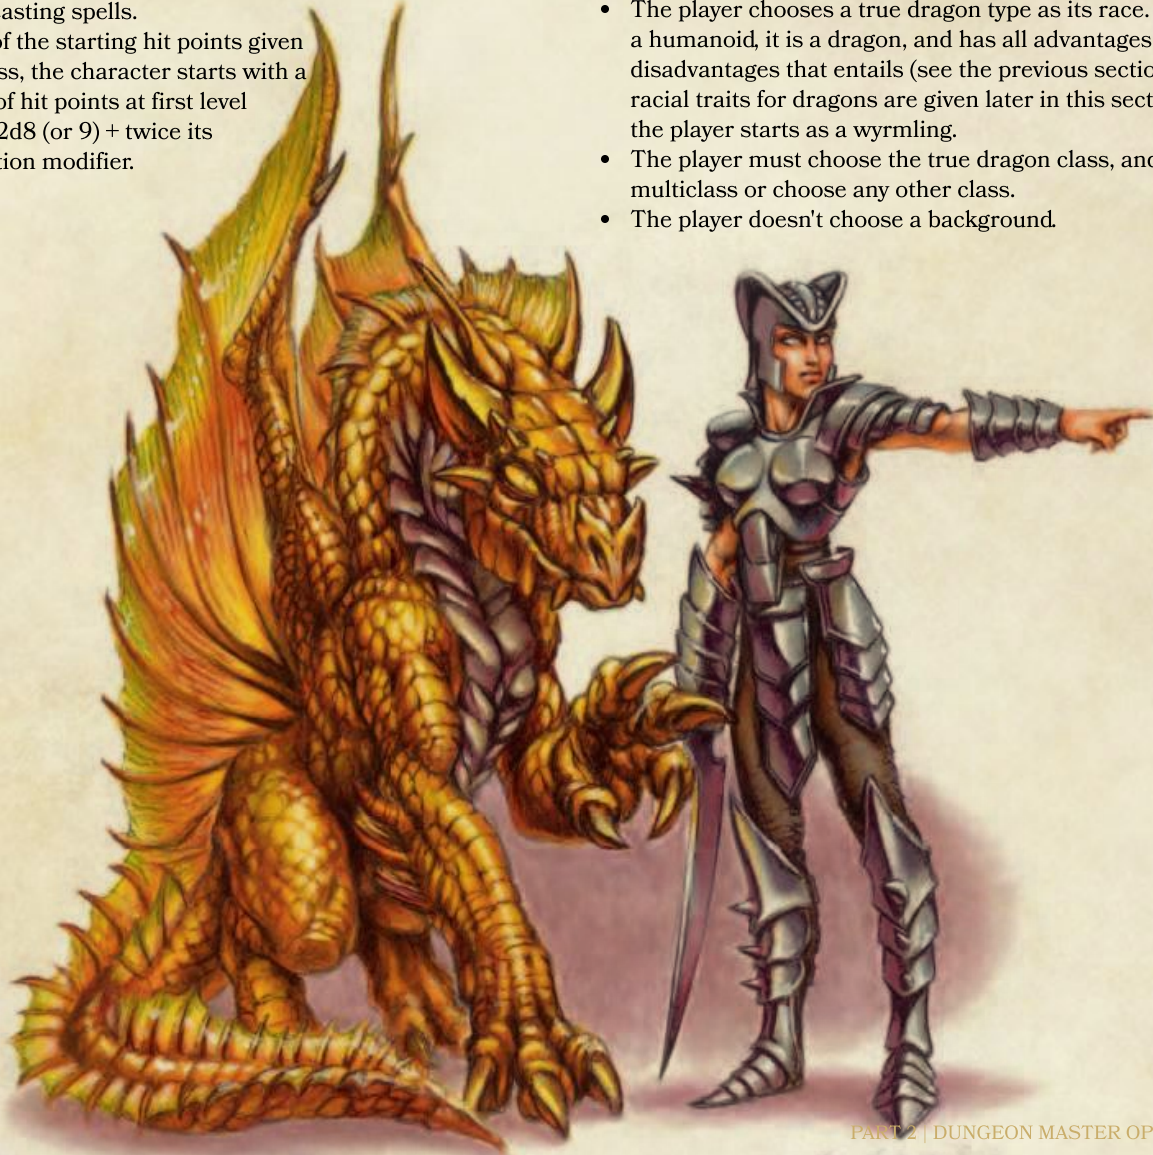 asting spells.
of the starting hit points given
ss, the character starts with a
of hit points at first level
2d8 (or 9) + twice its
tion modifier.
• The player chooses a true dragon type as its race.
a humanoid, it is a dragon, and has all advantages
disadvantages that entails (see the previous sectio
racial traits for dragons are given later in this sect
the player starts as a wyrmling.
• The player must choose the true dragon class, and
multiclass or choose any other class.
• The player doesn't choose a background.
PART 2 | DUNGEON MASTER OP